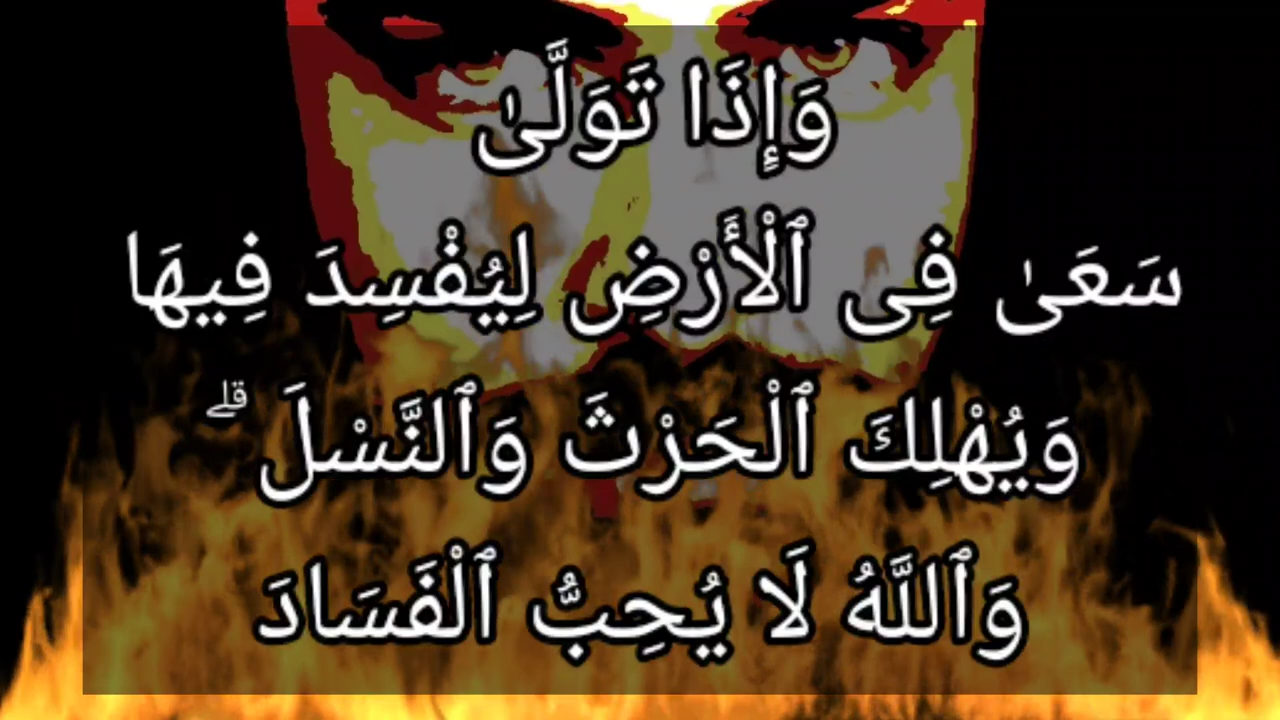 وَإِذَا تَوَلَّىٰ
سَعَىٰ فِى ٱلْأَرْضِ لِيُفْسِدَ فِيهَا
وَيُهْلِكَ ٱلْحَرْثَ وَٱلنَّسْلَ ۗ
وَٱللَّهُ لَا يُحِبُّ ٱلْفَسَادَ